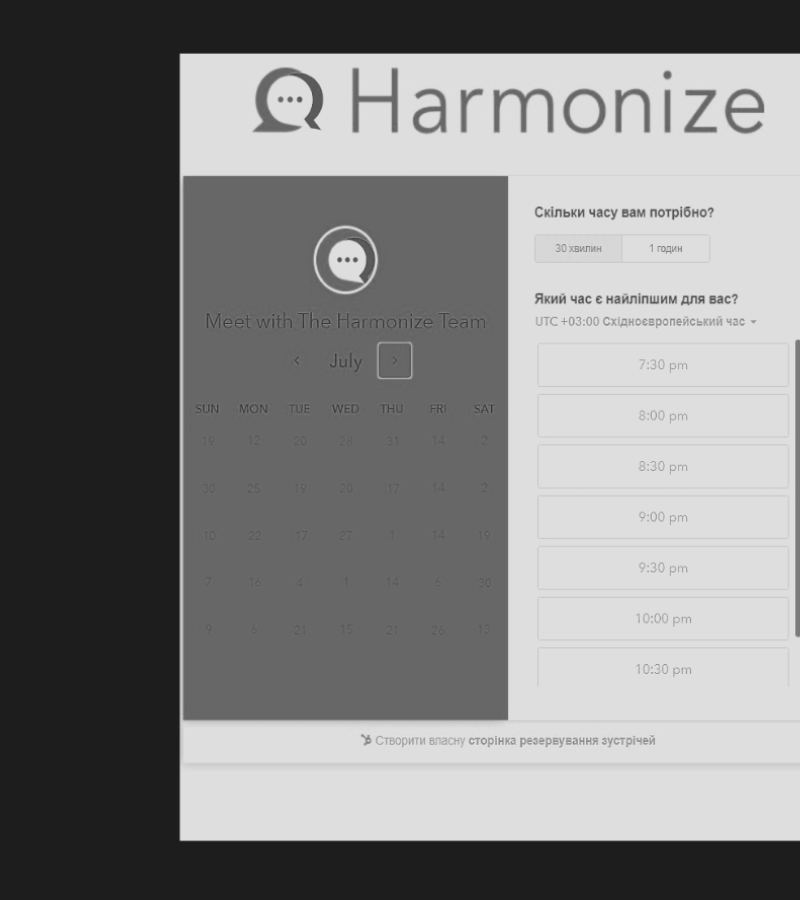 Harmonize
Meet with The Harmonize Team
July
SUN MON TUE WED THU FRI SAT
19 12 20 26 31 14 2
30 25 19 20 17 14 2
10 22 17 27 1 14 19
7 16 4 1 14 5 30
9 6 21 15 21 26 13
Скільки часу вам потрібно?
30 хвилин 1 годин
Який час є найліпшим для вас?
UTC +03:00 Східноєвропейський час
7:30 pm
8:00 pm
8:30 pm
9:00 pm
9:30 pm
10:00 pm
10:30 pm
Створити власну сторінка резервування зустрічей